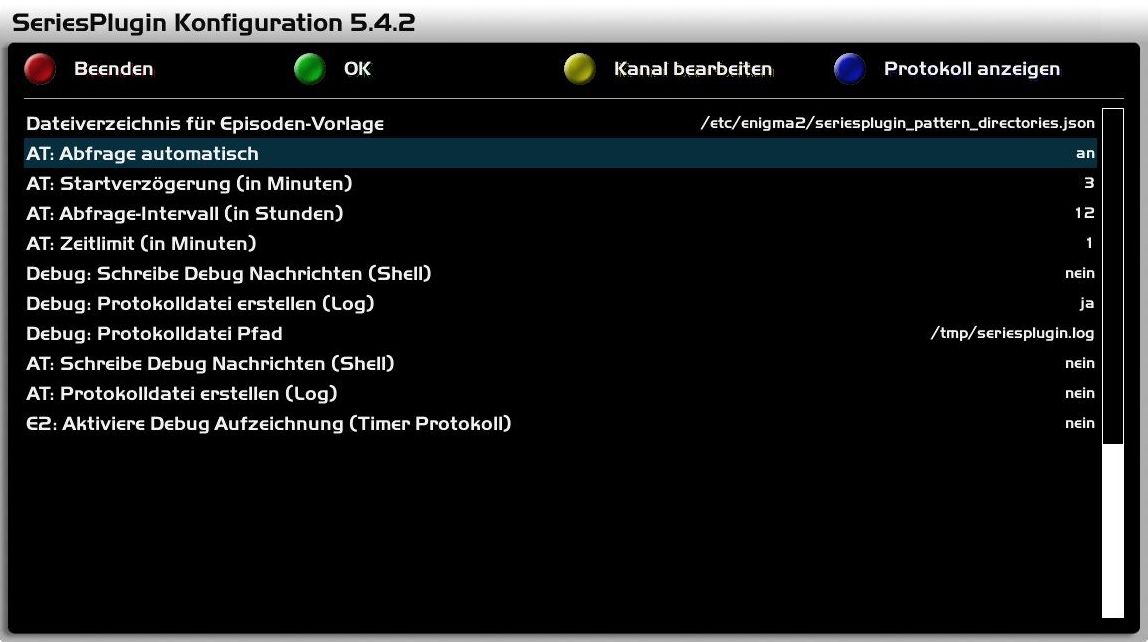 SeriesPlugin Konfiguration 5.4.2
Beenden OK Kanal bearbeiten Protokoll anzeigen
Dateiverzeichnis für Episoden-Vorlage /etc/enigma2/seriesplugin_pattern_directories.json
AT: Abfrage automatisch an
AT: Startverzögerung (in Minuten) 3
AT: Abfrage-Intervall (in Stunden) 12
AT: Zeitlimit (in Minuten) 1
Debug: Schreibe Debug Nachrichten (Shell) nein
Debug: Protokolldatei erstellen (Log) ja
Debug: Protokolldatei Pfad /tmp/seriesplugin.log
AT: Schreibe Debug Nachrichten (Shell) nein
AT: Protokolldatei erstellen (Log) nein
E2: Aktiviere Debug Aufzeichnung (Timer Protokoll) nein